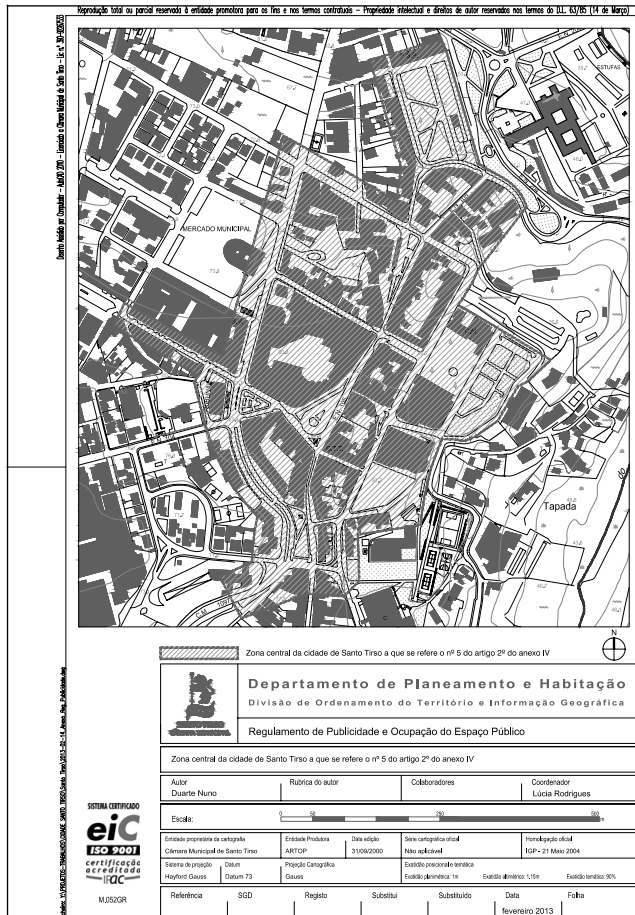 Reprodução total ou parcial reservada à entidade promotora para os fins e nos termos contratuais - Propriedade intelectual e direitos de autor reservados nos termos do D.L. 63/85 (14 de Março)
ESTUFAS
MERCADO MUNICIPAL
Tapada
C.M.
N
Zona central da cidade de Santo Tirso a que se refere o nº 5 do artigo 2º do anexo IV
Departamento de Planeamento e Habitação
Divisão de Ordenamento do Território e Informação Geográfica
Regulamento de Publicidade e Ocupação do Espaço Público
Zona central da cidade de Santo Tirso a que se refere o nº 5 do artigo 2º do anexo IV
Autor
Duarte Nuno
Rubrica do autor
Colaboradores
Coordenador
Lúcia Rodrigues
Escala:
0 50 250 500
m
Entidade proprietária da cartografia
Câmara Municipal de Santo Tirso
Entidade Produtora
ARTOP
Data edição
31/09/2000
Série cartográfica oficial
Não aplicável
Homologação oficial
IGP - 21 Maio 2004
Sistema de projeção
Hayford Gauss
Datum
Datum 73
Projeção Cartográfica
Gauss
Exatidão posicional e temática
Exatidão planimétrica: 1m
Exatidão altimétrica: 1,15m
Exatidão temática: 90%
Referência
SGD
Registo
Substitui
Substituído
Data
fevereiro 2013
Folha
SISTEMA CERTIFICADO
eiC
ISO 9001
certificação
acreditada
IPAC
M.052GR